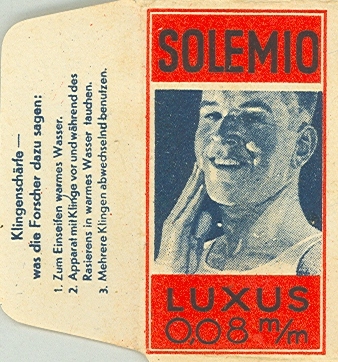 SOLEMIO
LUXUS
0,08 m/m
Klingenschärfe —
was die Forscher dazu sagen:
1. Zum Einseifen warmes Wasser.
2. Apparat mit Klinge vor und während des
Rasierens in warmes Wasser tauchen.
3. Mehrere Klingen abwechselnd benutzen.